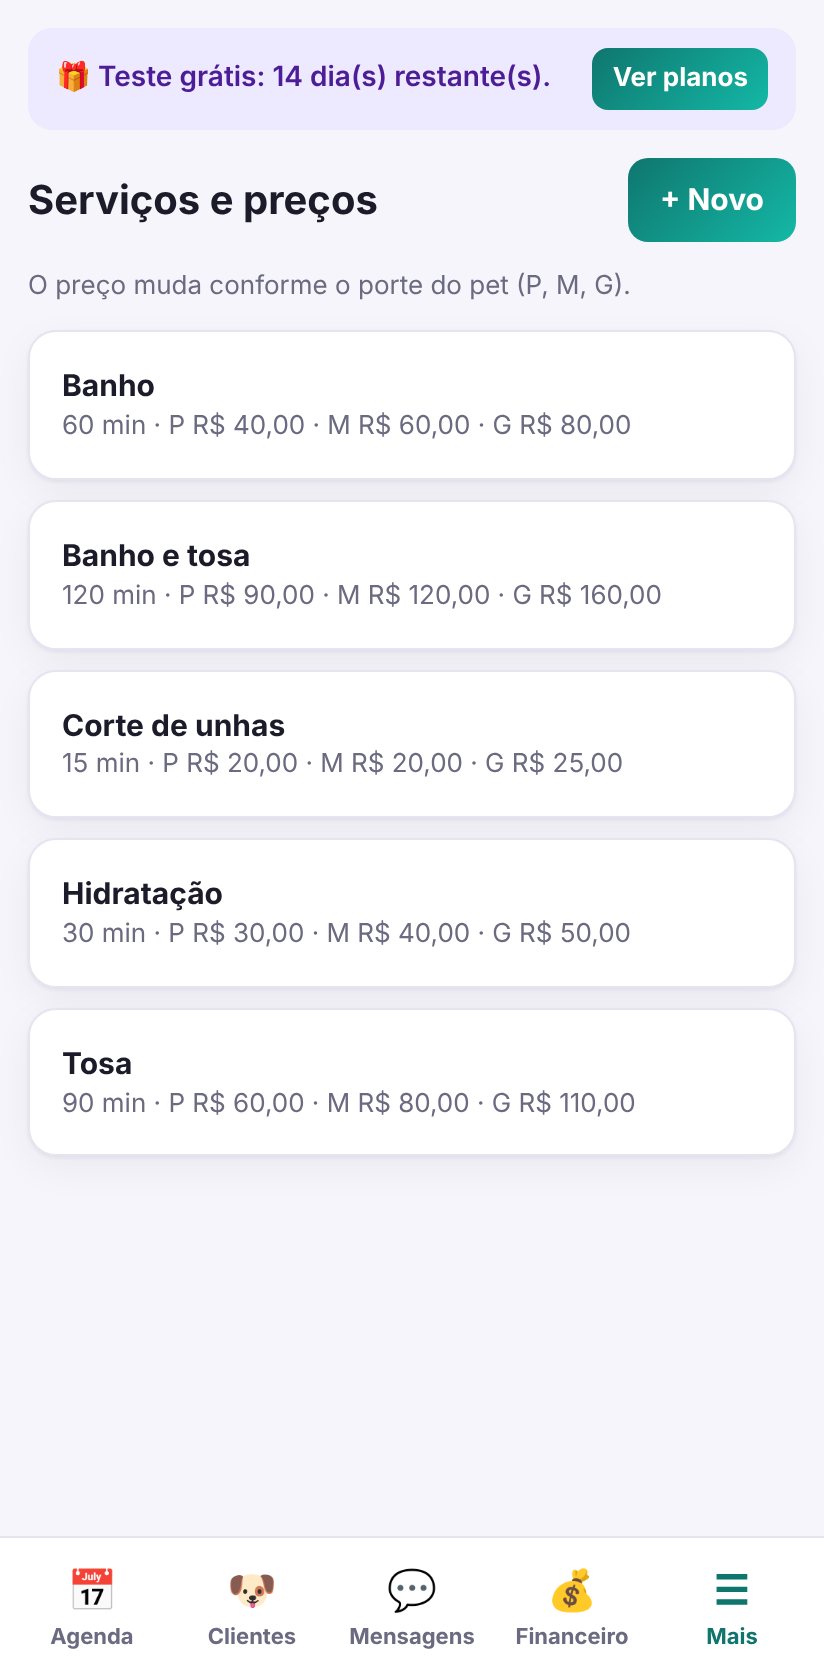 🎁 Teste grátis: 14 dia(s) restante(s).
Ver planos
Serviços e preços
+ Novo
O preço muda conforme o porte do pet (P, M, G).
Banho
60 min · P R$ 40,00 · M R$ 60,00 · G R$ 80,00
Banho e tosa
120 min · P R$ 90,00 · M R$ 120,00 · G R$ 160,00
Corte de unhas
15 min · P R$ 20,00 · M R$ 20,00 · G R$ 25,00
Hidratação
30 min · P R$ 30,00 · M R$ 40,00 · G R$ 50,00
Tosa
90 min · P R$ 60,00 · M R$ 80,00 · G R$ 110,00
July
17
Agenda
Clientes
Mensagens
Financeiro
Mais